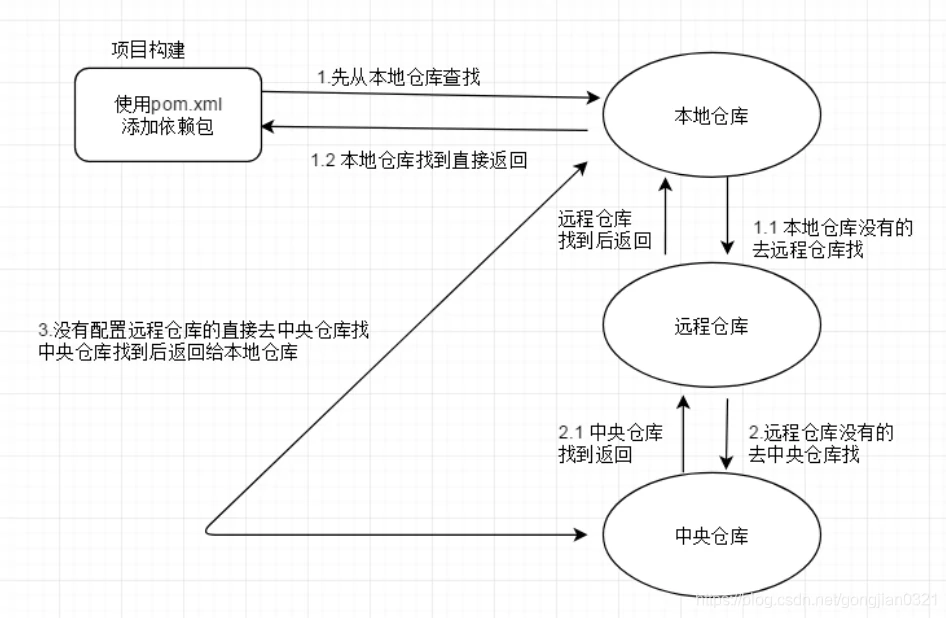 项目构建
使用pom.xml
添加依赖包
1.先从本地仓库查找
1.2 本地仓库找到直接返回
本地仓库
远程仓库
找到后返回
1.1 本地仓库没有的
去远程仓库找
远程仓库
3.没有配置远程仓库的直接去中央仓库找
中央仓库找到后返回给本地仓库
2.1 中央仓库
找到返回
2.远程仓库没有的
去中央仓库找
中央仓库
https://blog.csdn.net/gongjian0321